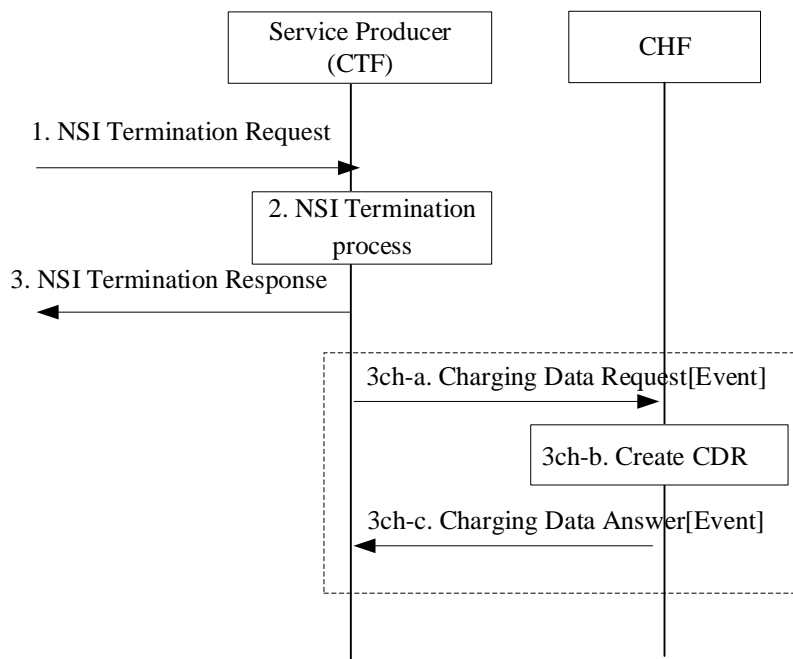 Service Producer
(CTF)
CHF
1. NSI Termination Request
2. NSI Termination
process
3. NSI Termination Response
3ch-a. Charging Data Request[Event]
3ch-b. Create CDR
3ch-c. Charging Data Answer[Event]